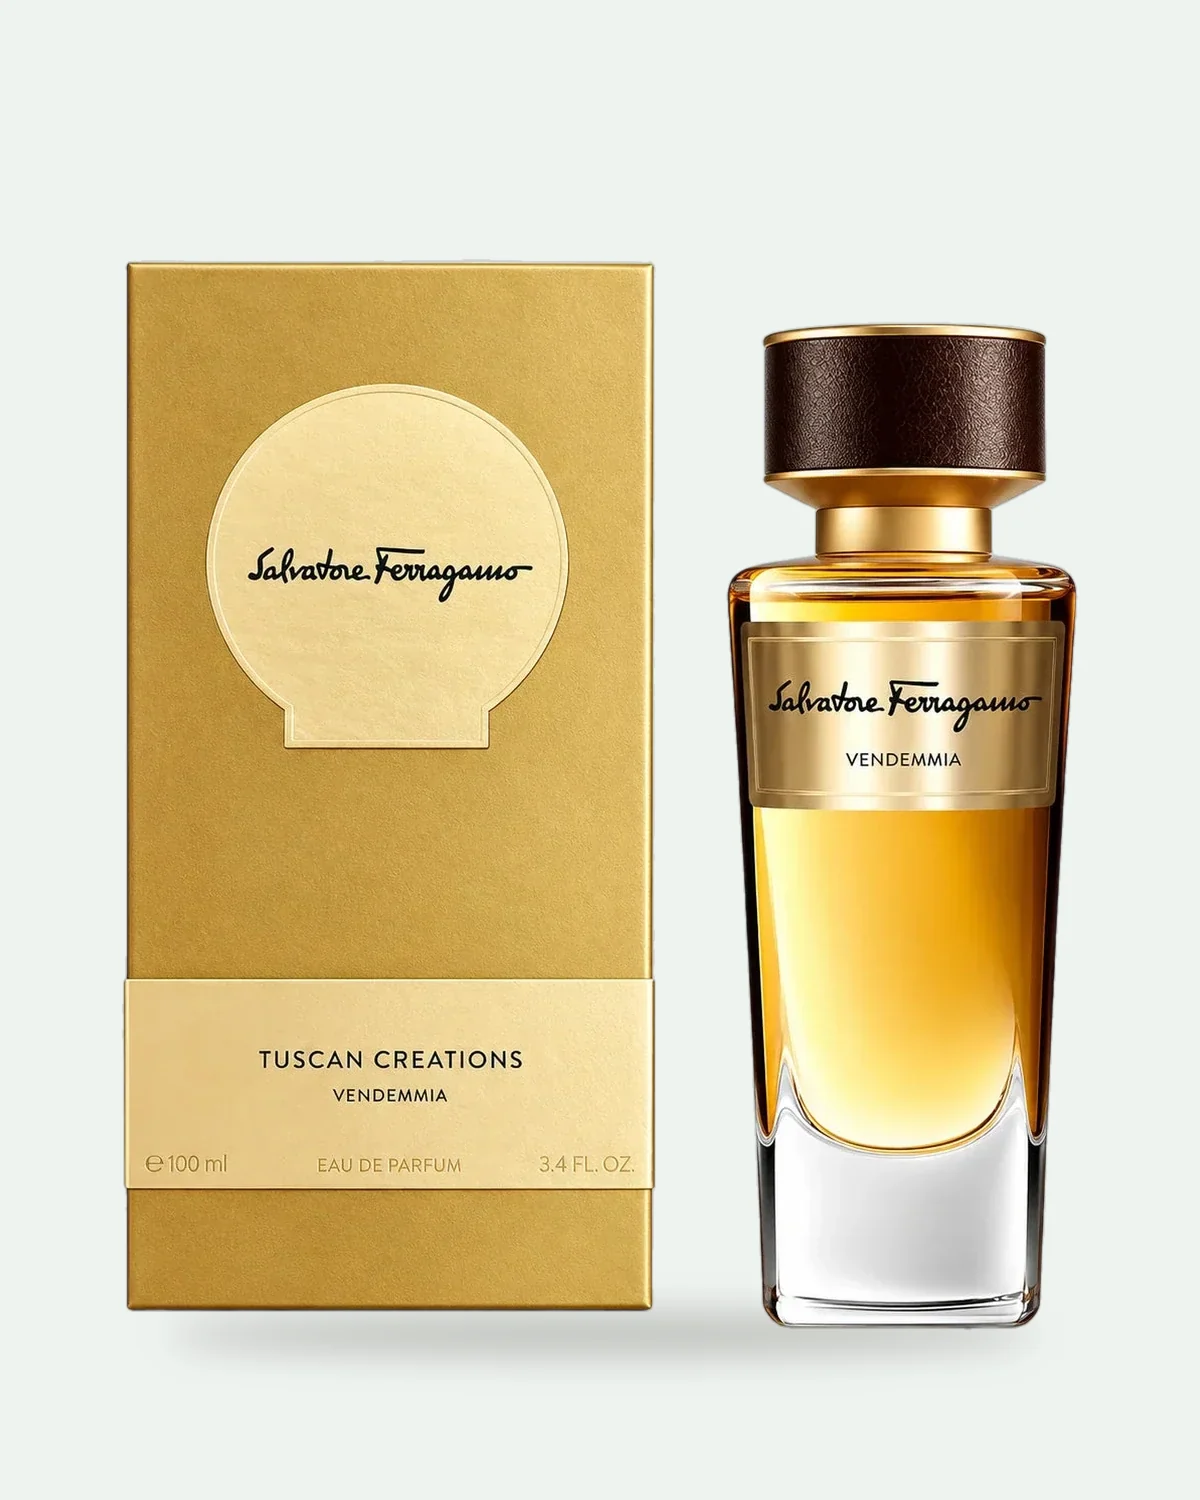 Salvatore Ferragamo
TUSCAN CREATIONS
VENDEMMIA
℮ 100 ml EAU DE PARFUM 3.4 FL. OZ.
Salvatore Ferragamo
VENDEMMIA